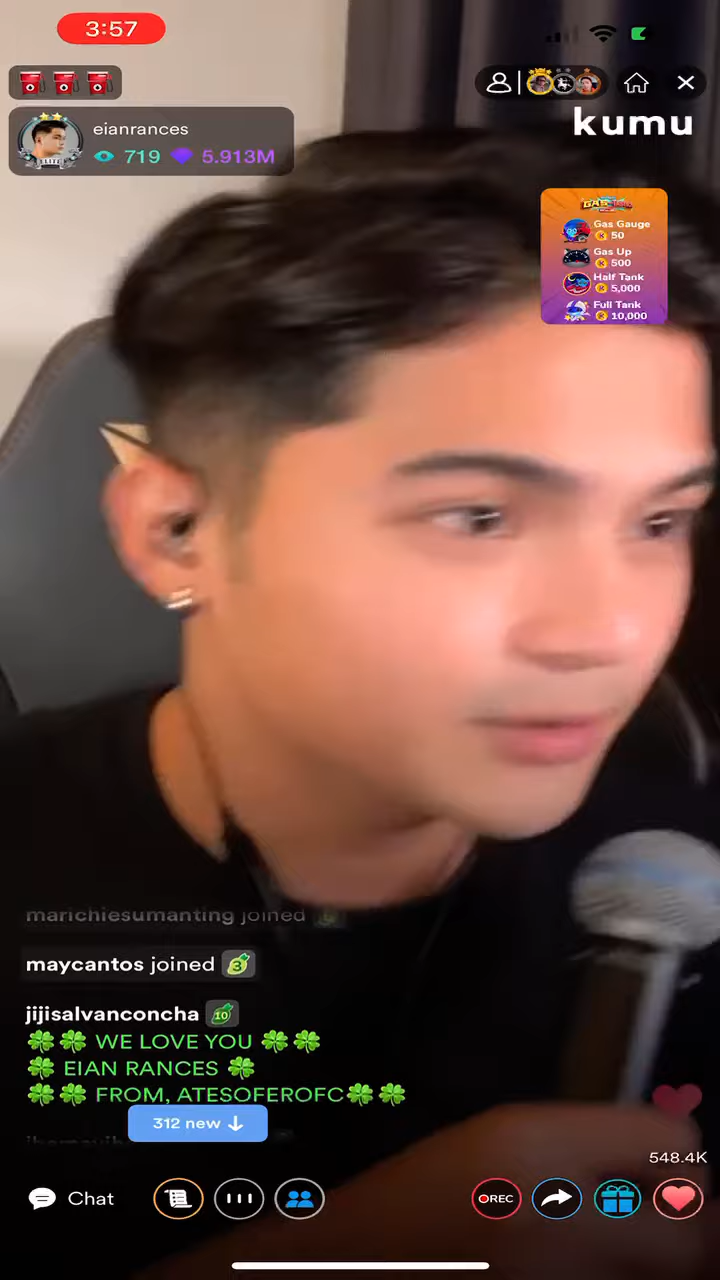 3:57
eianrances
719 5.913M
ELITE
kumu
Gas Gauge
50
Gas Up
500
Half Tank
5,000
Full Tank
10,000
marichiesumanting joined
maycantos joined 3
jijisalvanconcha 10
WE LOVE YOU
EIAN RANCES
FROM, ATESOFEROFC
312 new ↓
548.4K
Chat
REC